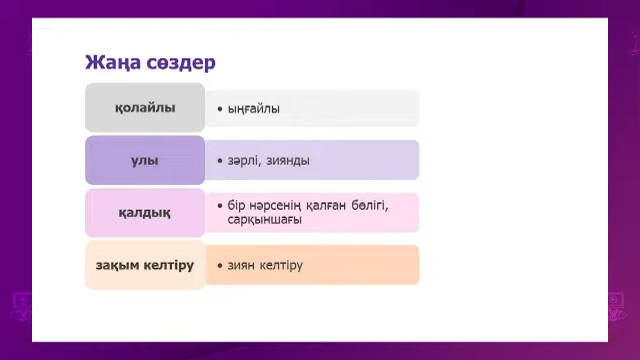 Жаңа сөздер
қолайлы
• ыңғайлы
улы
• зәрлі, зиянды
қалдық
• бір нәрсенің қалған бөлігі,
сарқыншағы
зақым келтіру
• зиян келтіру